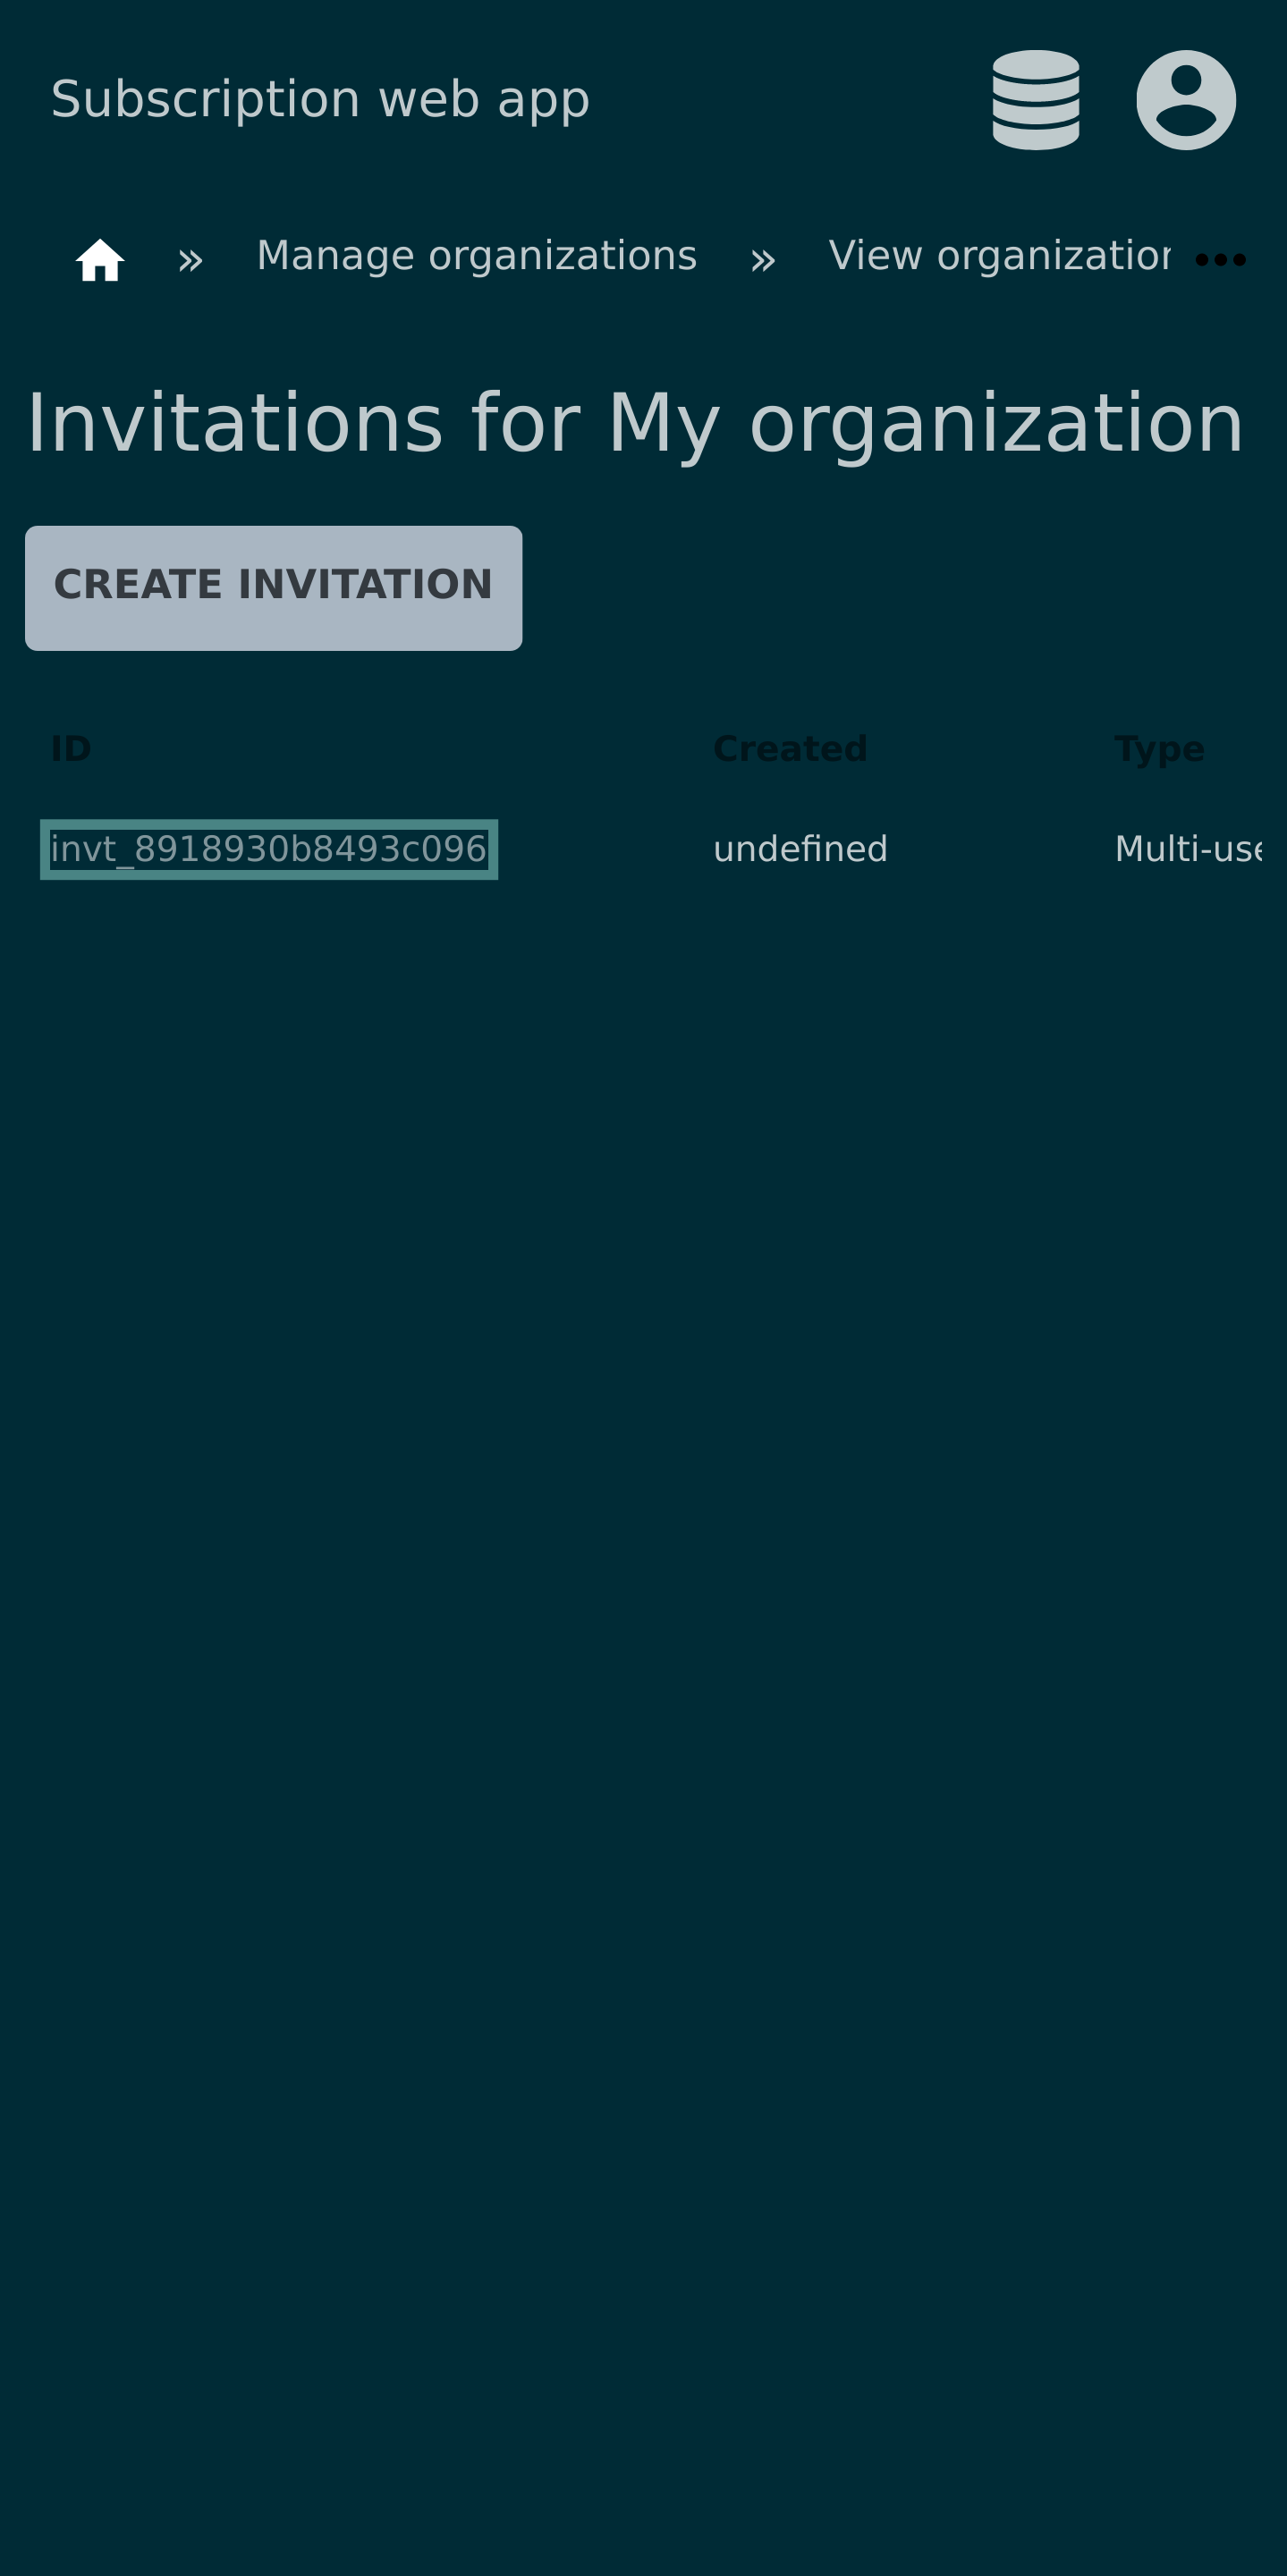 Subscription web app
» Manage organizations » View organization
Invitations for My organization
CREATE INVITATION
ID Created Type
invt_8918930b8493c096 undefined Multi-use